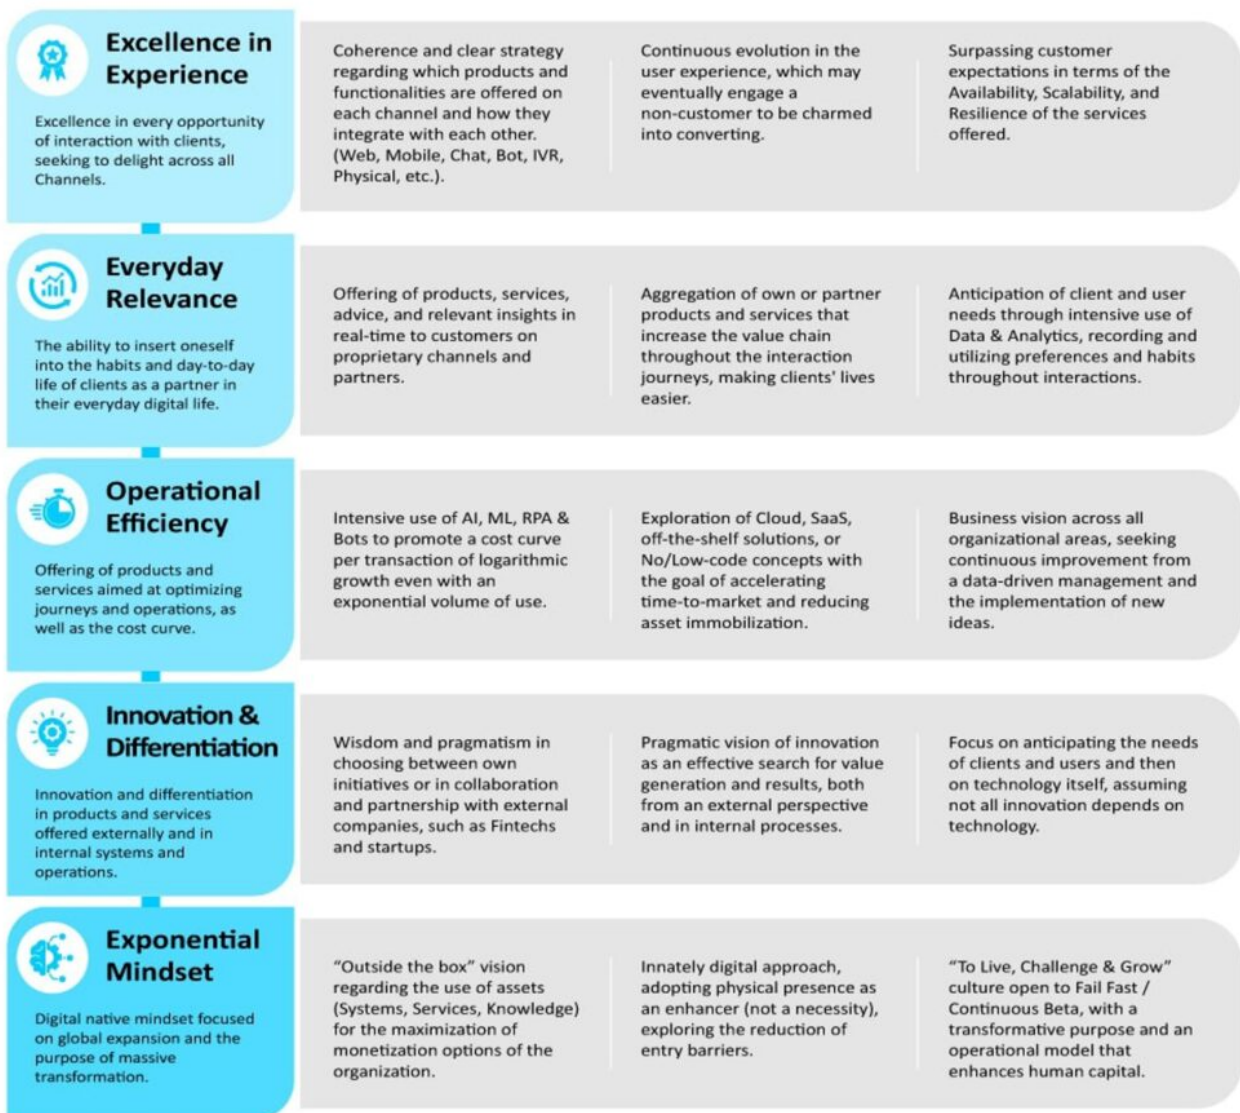 Excellence in
Experience
Excellence in every opportunity
of interaction with clients,
seeking to delight across all
Channels.
Coherence and clear strategy
regarding which products and
functionalities are offered on
each channel and how they
integrate with each other.
(Web, Mobile, Chat, Bot, IVR,
Physical, etc.).
Continuous evolution in the
user experience, which may
eventually engage a
non-customer to be charmed
into converting.
Surpassing customer
expectations in terms of the
Availability, Scalability, and
Resilience of the services
offered.
Everyday
Relevance
The ability to insert oneself
into the habits and day-to-day
life of clients as a partner in
their everyday digital life.
Offering of products, services,
advice, and relevant insights in
real-time to customers on
proprietary channels and
partners.
Aggregation of own or partner
products and services that
increase the value chain
throughout the interaction
journeys, making clients' lives
easier.
Anticipation of client and user
needs through intensive use of
Data & Analytics, recording and
utilizing preferences and habits
throughout interactions.
Operational
Efficiency
Offering of products and
services aimed at optimizing
journeys and operations, as
well as the cost curve.
Intensive use of AI, ML, RPA &
Bots to promote a cost curve
per transaction of logarithmic
growth even with an
exponential volume of use.
Exploration of Cloud, SaaS,
off-the-shelf solutions, or
No/Low-code concepts with
the goal of accelerating
time-to-market and reducing
asset immobilization.
Business vision across all
organizational areas, seeking
continuous improvement from
a data-driven management and
the implementation of new
ideas.
Innovation &
Differentiation
Innovation and differentiation
in products and services
offered externally and in
internal systems and
operations.
Wisdom and pragmatism in
choosing between own
initiatives or in collaboration
and partnership with external
companies, such as Fintechs
and startups.
Pragmatic vision of innovation
as an effective search for value
generation and results, both
from an external perspective
and in internal processes.
Focus on anticipating the needs
of clients and users and then
on technology itself, assuming
not all innovation depends on
technology.
Exponential
Mindset
Digital native mindset focused
on global expansion and the
purpose of massive
transformation.
“Outside the box” vision
regarding the use of assets
(Systems, Services, Knowledge)
for the maximization of
monetization options of the
organization.
Innately digital approach,
adopting physical presence as
an enhancer (not a necessity),
exploring the reduction of
entry barriers.
“To Live, Challenge & Grow”
culture open to Fail Fast /
Continuous Beta, with a
transformative purpose and an
operational model that
enhances human capital.